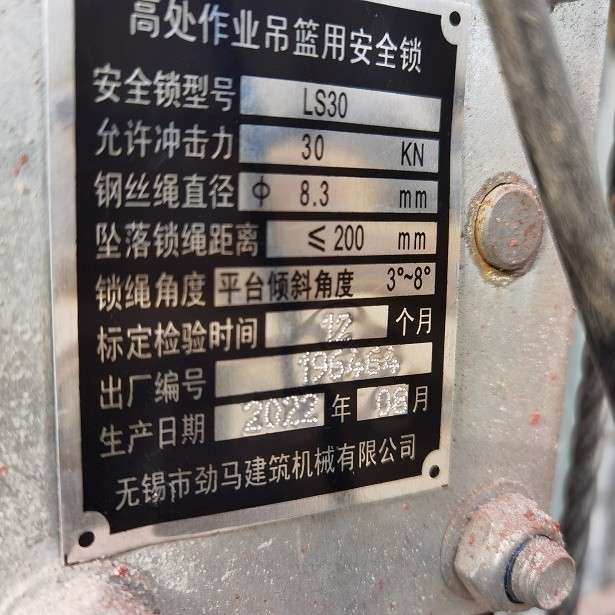 高处作业吊篮用安全锁
安全锁型号 LS30
允许冲击力 30 KN
钢丝绳直径 Φ 8.3 mm
坠落锁绳距离 ≤200 mm
锁绳角度 平台倾斜角度 3°~8°
标定检验时间 12 个月
出厂编号 196464
生产日期 2022 年 08 月
无锡市劲马建筑机械有限公司